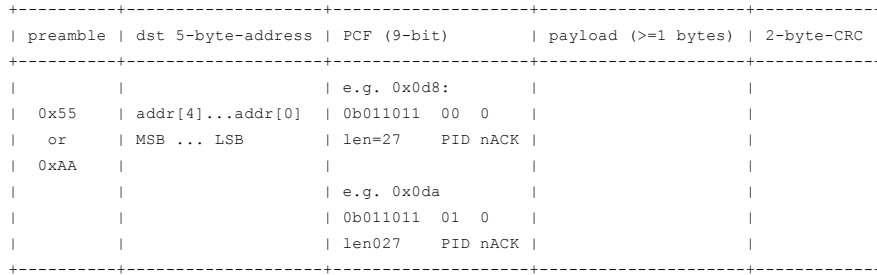 +----------+--------------------+--------------------+---------------------+-------------
| preamble | dst 5-byte-address | PCF (9-bit) | payload (>=1 bytes) | 2-byte-CRC
+----------+--------------------+--------------------+---------------------+-------------
| | | e.g. 0x0d8: | |
| 0x55 | addr[4]...addr[0] | 0b011011 00 0 | |
| or | MSB ... LSB | len=27 PID nACK | |
| 0xAA | | | |
| | | e.g. 0x0da | |
| | | 0b011011 01 0 | |
| | | len027 PID nACK | |
+----------+--------------------+--------------------+---------------------+-------------